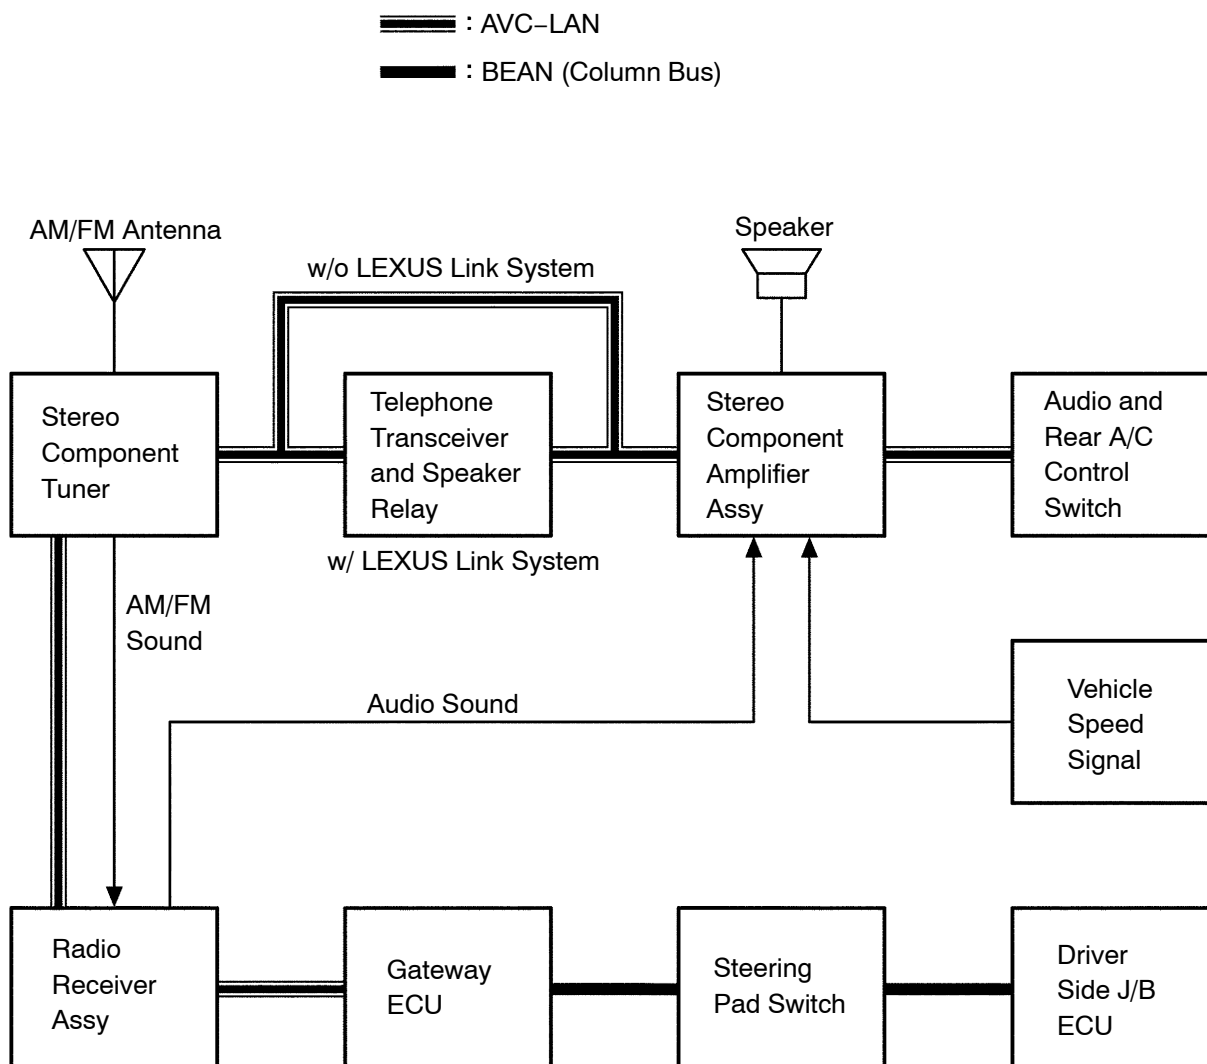 : AVC–LAN
: BEAN (Column Bus)
AM/FM Antenna
Speaker
w/o LEXUS Link System
Stereo
Component
Tuner
Telephone
Transceiver
and Speaker
Relay
Stereo
Component
Amplifier
Assy
Audio and
Rear A/C
Control
Switch
w/ LEXUS Link System
AM/FM
Sound
Audio Sound
Vehicle
Speed
Signal
Radio
Receiver
Assy
Gateway
ECU
Steering
Pad Switch
Driver
Side J/B
ECU